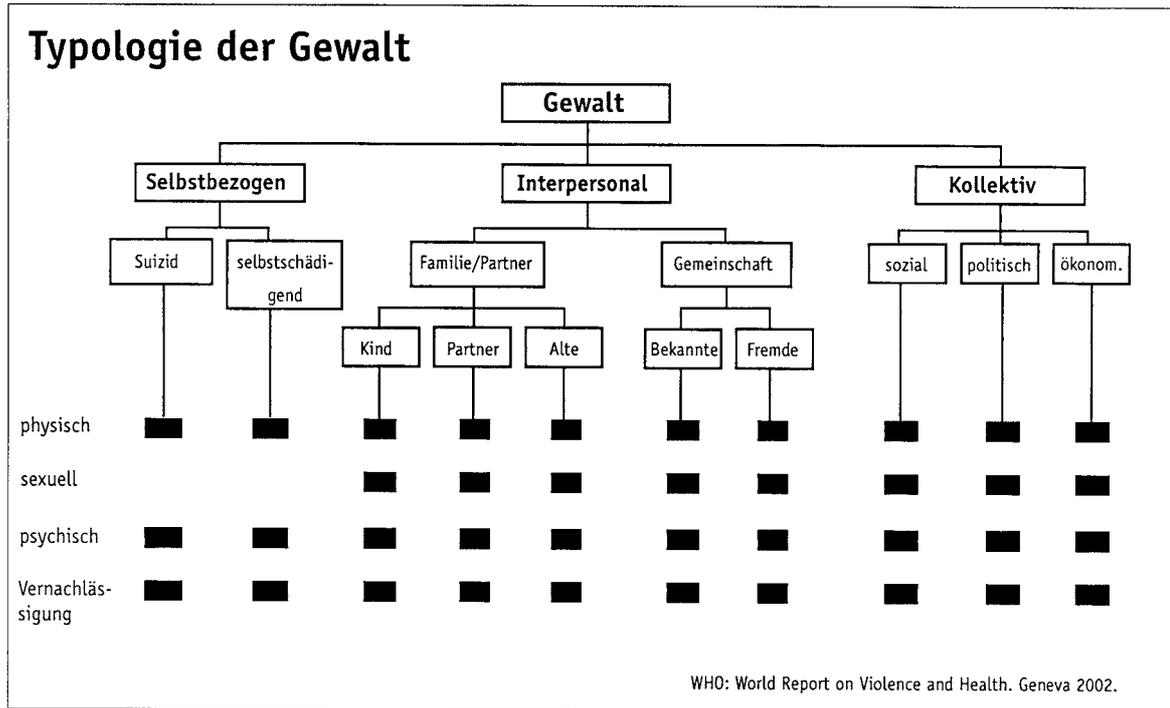 Typologie der Gewalt
Gewalt
Selbstbezogen
Interpersonal
Kollektiv
Suizid
selbstschädi-
gend
Familie/Partner
Gemeinschaft
sozial
politisch
ökonom.
Kind
Partner
Alte
Bekannte
Fremde
physisch
sexuell
psychisch
Vernachläs-
sigung
WHO: World Report on Violence and Health. Geneva 2002.